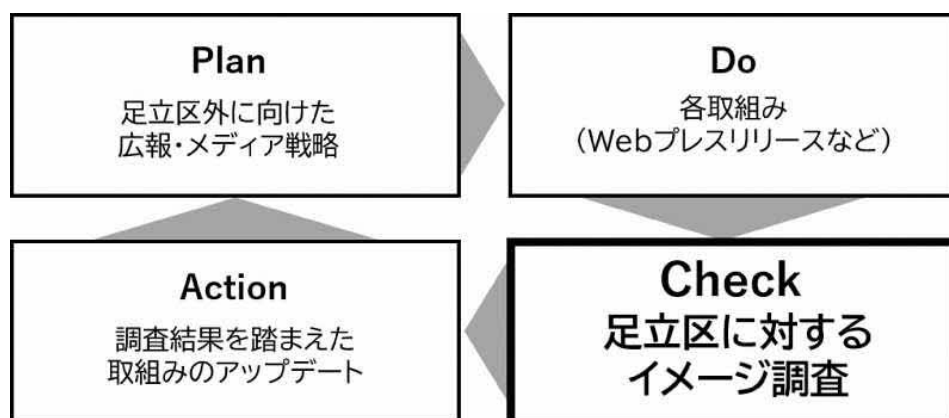 Plan
足立区外に向けた
広報・メディア戦略
Do
各取組み
（Webプレスリリースなど）
Check
足立区に対する
イメージ調査
Action
調査結果を踏まえた
取組みのアップデート